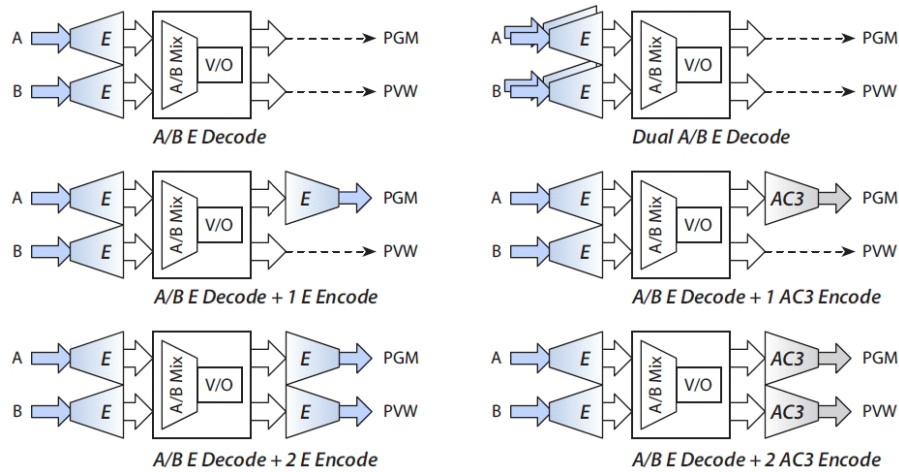 A E A/B Mix V/O PGM
B E PVW
A/B E Decode
A E A/B Mix V/O PGM
B E PVW
Dual A/B E Decode
A E A/B Mix V/O E PGM
B E PVW
A/B E Decode + 1 E Encode
A E A/B Mix V/O AC3 PGM
B E PVW
A/B E Decode + 1 AC3 Encode
A E A/B Mix V/O E PGM
B E E PVW
A/B E Decode + 2 E Encode
A E A/B Mix V/O AC3 PGM
B E AC3 PVW
A/B E Decode + 2 AC3 Encode